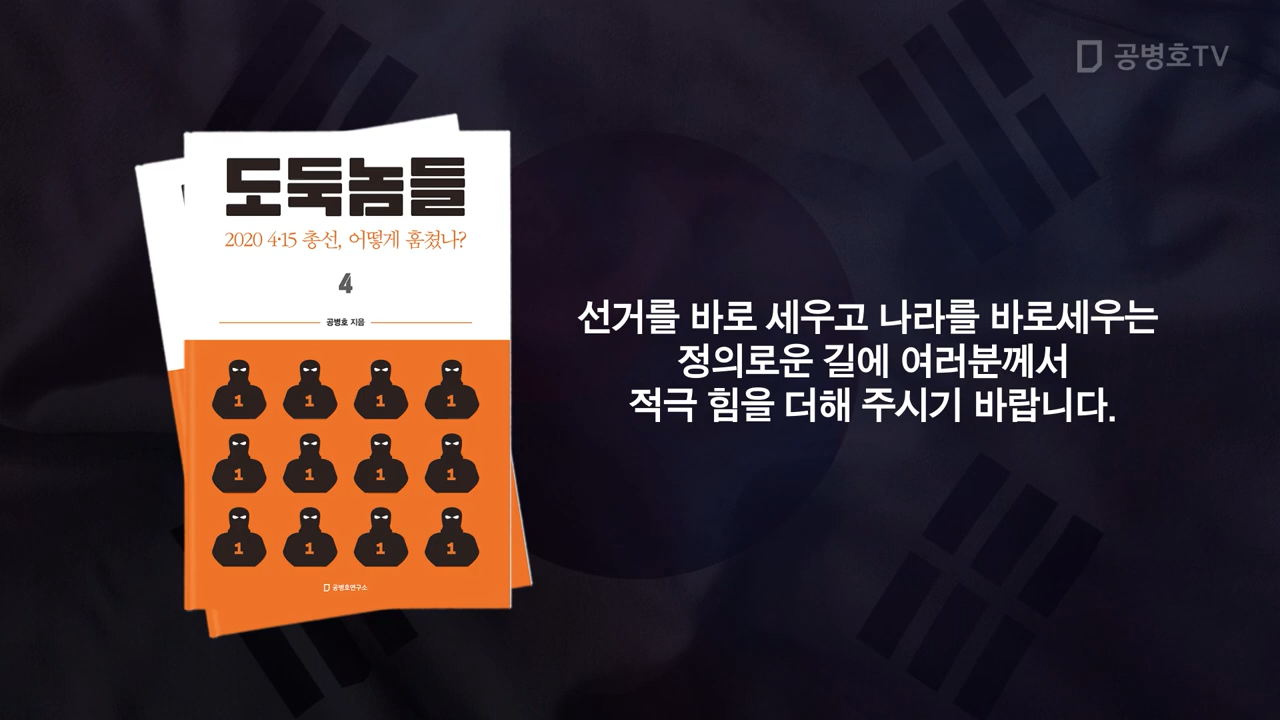 공병호TV
도둑놈들
2020 4·15 총선, 어떻게 훔쳤나?
4
공병호 지음
1 1 1 1
1 1 1 1
1 1 1 1
공병호연구소
선거를 바로 세우고 나라를 바로세우는
정의로운 길에 여러분께서
적극 힘을 더해 주시기 바랍니다.